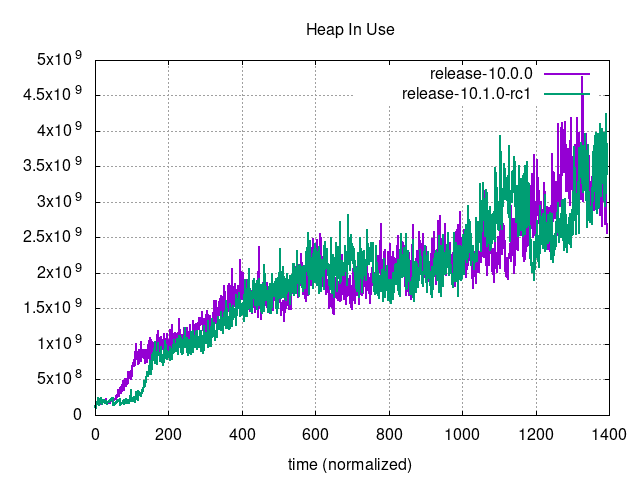 Heap In Use
release-10.0.0
release-10.1.0-rc1
5x10⁹
4.5x10⁹
4x10⁹
3.5x10⁹
3x10⁹
2.5x10⁹
2x10⁹
1.5x10⁹
1x10⁹
5x10⁸
0
0 200 400 600 800 1000 1200 1400
time (normalized)